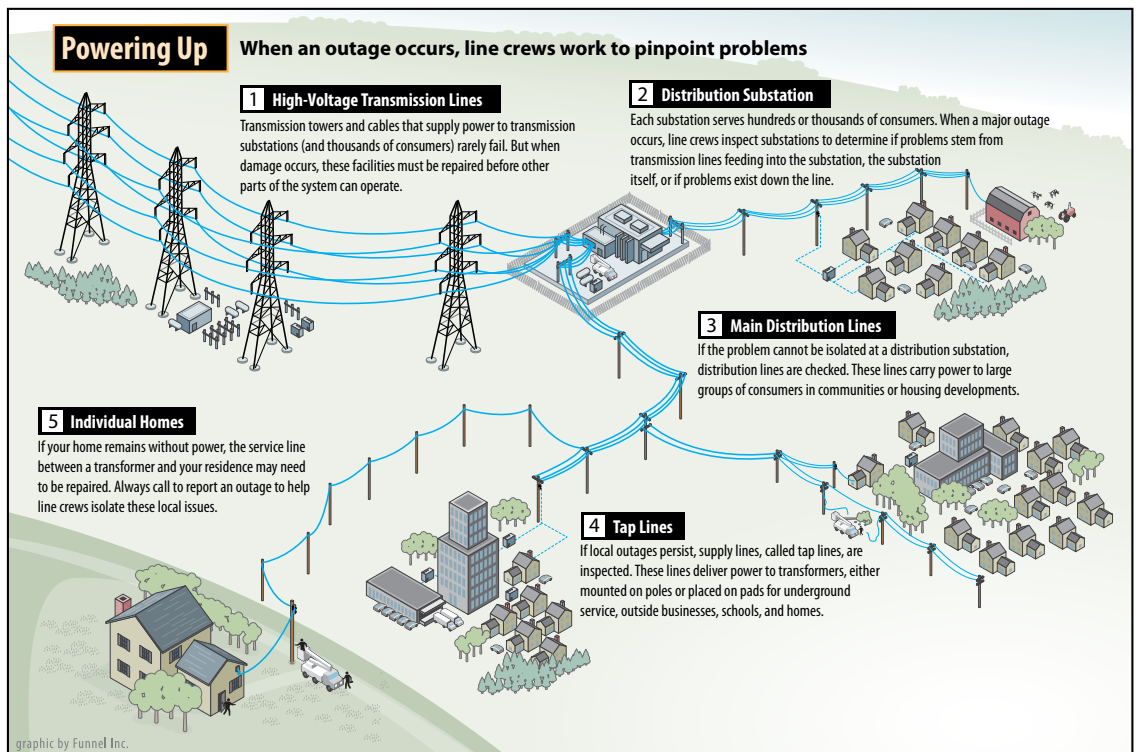 Powering Up
When an outage occurs, line crews work to pinpoint problems
1 High-Voltage Transmission Lines
Transmission towers and cables that supply power to transmission
substations (and thousands of consumers) rarely fail. But when
damage occurs, these facilities must be repaired before other
parts of the system can operate.
2 Distribution Substation
Each substation serves hundreds or thousands of consumers. When a major outage
occurs, line crews inspect substations to determine if problems stem from
transmission lines feeding into the substation, the substation
itself, or if problems exist down the line.
3 Main Distribution Lines
If the problem cannot be isolated at a distribution substation,
distribution lines are checked. These lines carry power to large
groups of consumers in communities or housing developments.
4 Tap Lines
If local outages persist, supply lines, called tap lines, are
inspected. These lines deliver power to transformers, either
mounted on poles or placed on pads for underground
service, outside businesses, schools, and homes.
5 Individual Homes
If your home remains without power, the service line
between a transformer and your residence may need
to be repaired. Always call to report an outage to help
line crews isolate these local issues.
graphic by Funnel Inc.